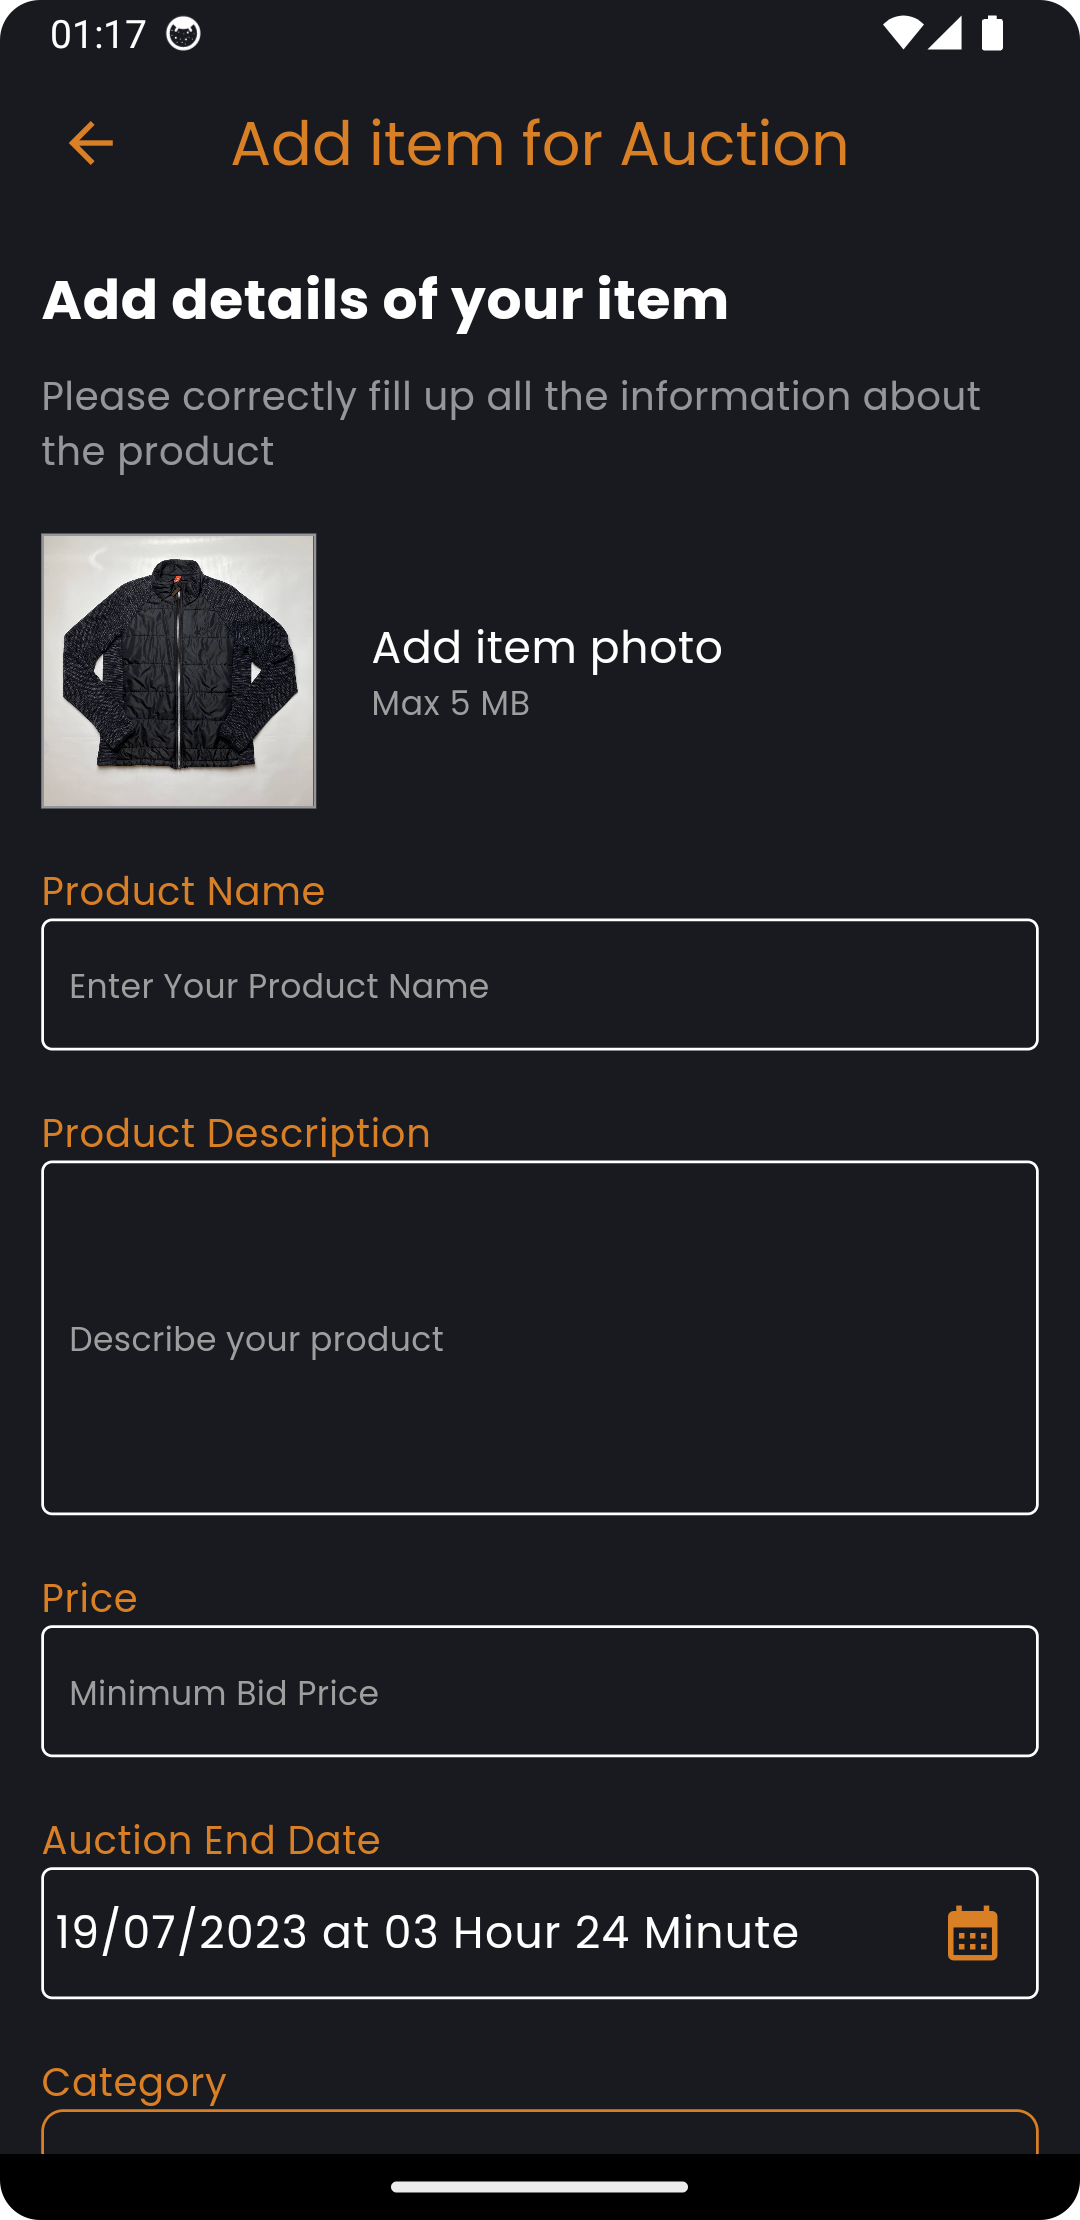 01:17
Add item for Auction
Add details of your item
Please correctly fill up all the information about
the product
Add item photo
Max 5 MB
Product Name
Enter Your Product Name
Product Description
Describe your product
Price
Minimum Bid Price
Auction End Date
19/07/2023 at 03 Hour 24 Minute
Category